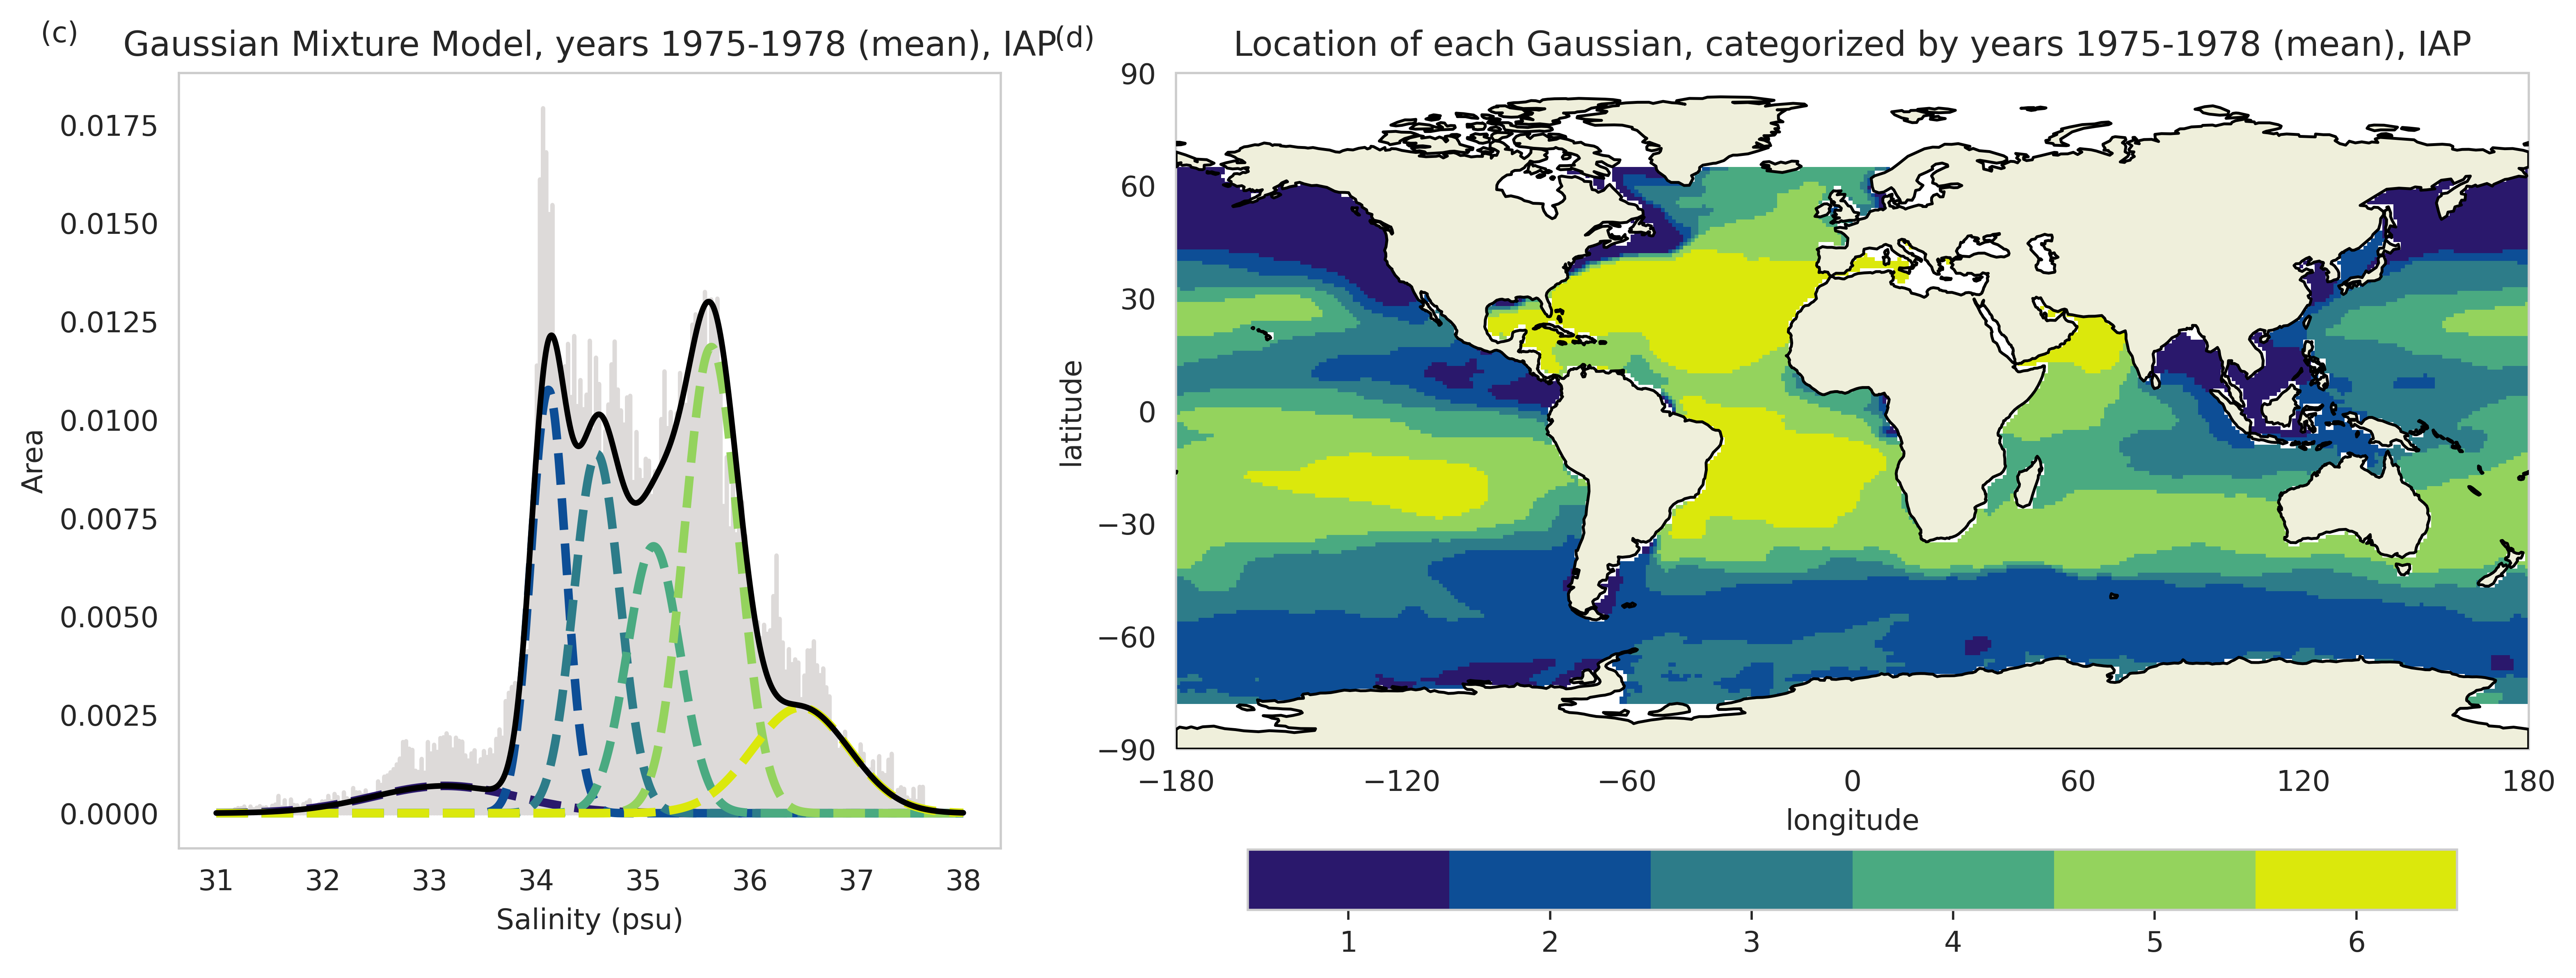 (c)
Gaussian Mixture Model, years 1975-1978 (mean), IAP
0.0175
0.0150
0.0125
0.0100
0.0075
0.0050
0.0025
0.0000
Area
31 32 33 34 35 36 37 38
Salinity (psu)
(d)
Location of each Gaussian, categorized by years 1975-1978 (mean), IAP
90
60
30
0
−30
−60
−90
latitude
−180 −120 −60 0 60 120 180
longitude
1 2 3 4 5 6